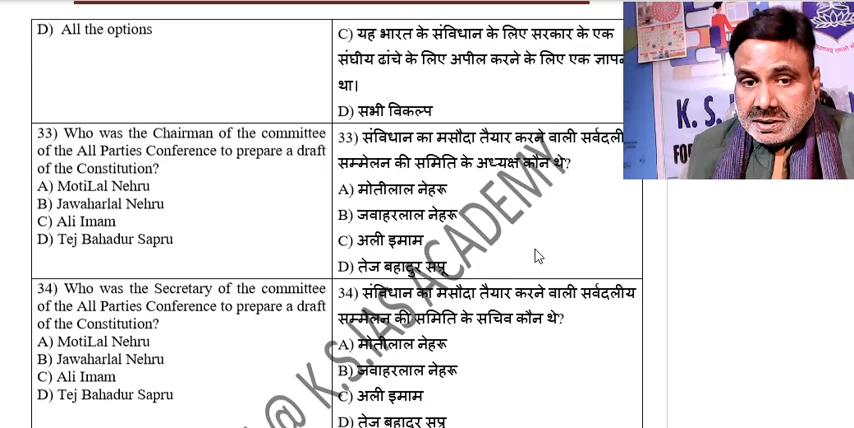 D) All the options
C) यह भारत के संविधान के लिए सरकार के एक
संघीय ढांचे के लिए अपील करने के लिए एक
था।
D) सभी विकल्प
33) Who was the Chairman of the committee
of the All Parties Conference to prepare a draft
of the Constitution?
A) MotiLal Nehru
B) Jawaharlal Nehru
C) Ali Imam
D) Tej Bahadur Sapru
33) संविधान का मसौदा तैयार करने वाली
सम्मेलन की समिति के अध्यक्ष कौन थे?
A) मोतीलाल नेहरू
B) जवाहरलाल नेहरू
C) अली इमाम
D) तेज बहादुर सप्रू
34) Who was the Secretary of the committee
of the All Parties Conference to prepare a draft
of the Constitution?
A) MotiLal Nehru
B) Jawaharlal Nehru
C) Ali Imam
D) Tej Bahadur Sapru
34) संविधान का मसौदा तैयार करने वाली सर्वदलीय
सम्मेलन की समिति के सचिव कौन थे?
A) मोतीलाल नेहरू
B) जवाहरलाल नेहरू
C) अली इमाम
D) तेज बहादुर सप्रू
@ K.S.IAS ACADEMY
K. S.